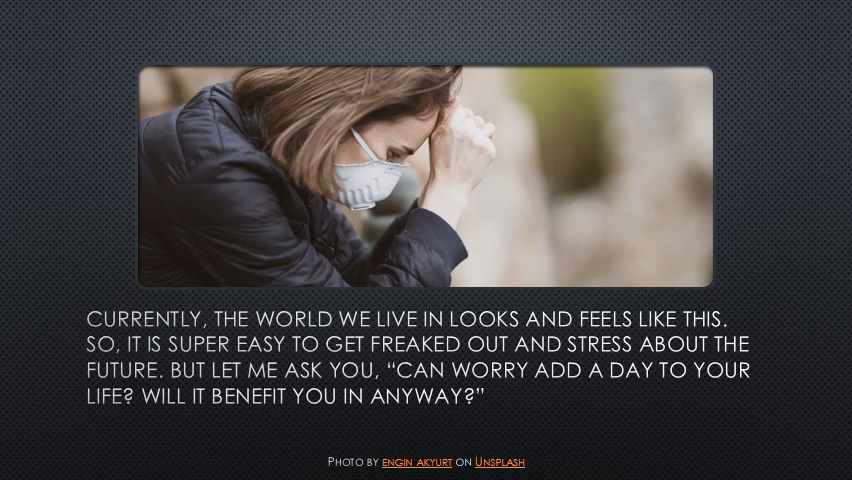 CURRENTLY, THE WORLD WE LIVE IN LOOKS AND FEELS LIKE THIS.
SO, IT IS SUPER EASY TO GET FREAKED OUT AND STRESS ABOUT THE
FUTURE. BUT LET ME ASK YOU, “CAN WORRY ADD A DAY TO YOUR
LIFE? WILL IT BENEFIT YOU IN ANYWAY?”
PHOTO BY ENGIN AKYURT ON UNSPLASH